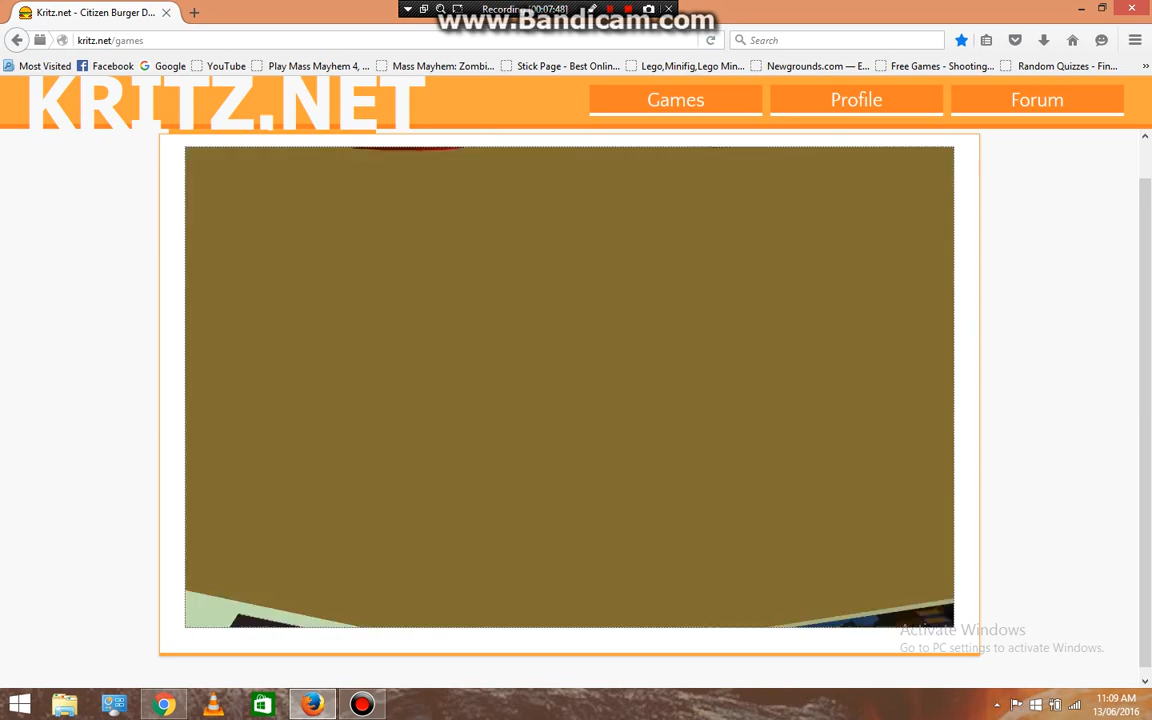 Kritz.net - Citizen Burger D...
Recording [00:07:48]
www.Bandicam.com
kritz.net/games
Search
Most Visited
Facebook
Google
YouTube
Play Mass Mayhem 4, ...
Mass Mayhem: Zombi...
Stick Page - Best Onlin...
Lego,Minifig,Lego Min...
Newgrounds.com — E...
Free Games - Shooting...
Random Quizzes - Fin...
KRITZ.NET
Games
Profile
Forum
Activate Windows
Go to PC settings to activate Windows.
11:09 AM
13/06/2016